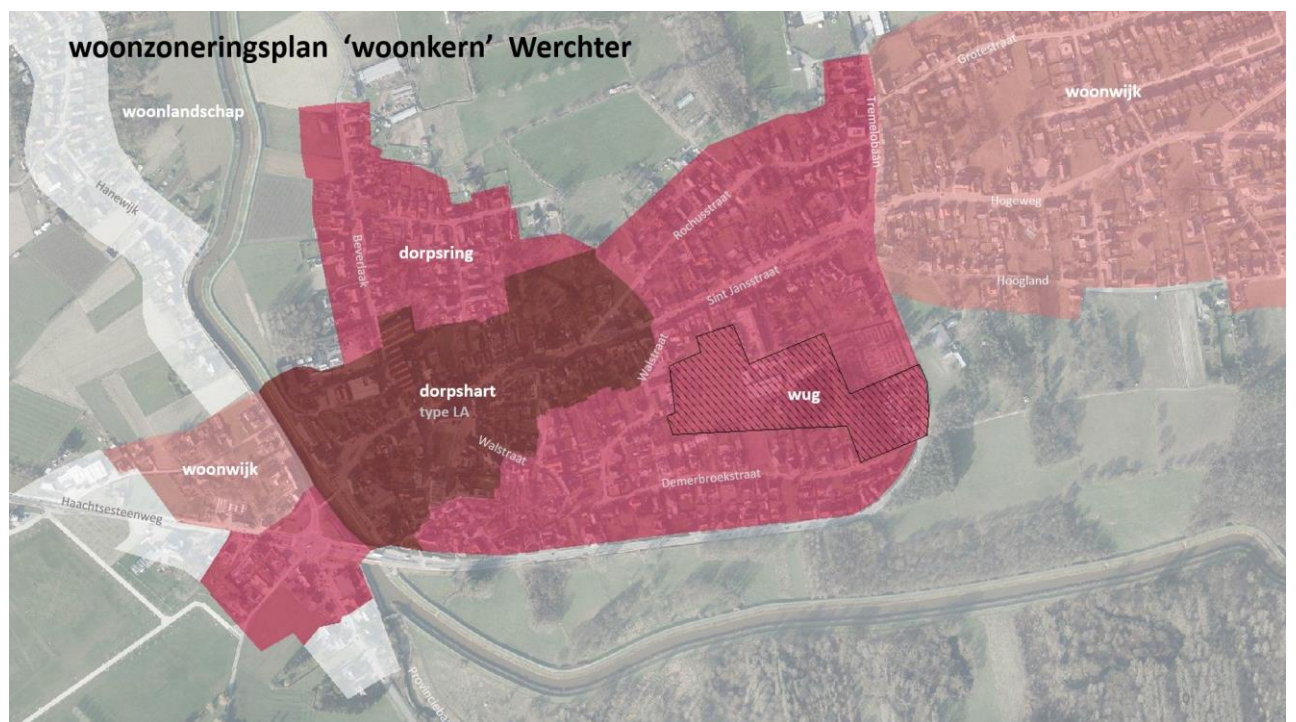 woonzoneringsplan 'woonkern' Werchter
Grotestraat
woonwijk
woonlandschap
Tremelobaan
Hanewijk
Rochusstraat
Hogeweg
Beverlaak
dorpsring
Sint Jansstraat
Hoogland
Walstraat
dorpshart
type LA
wug
Walstraat
woonwijk
Demerbroekstraat
Haachtsesteenweg